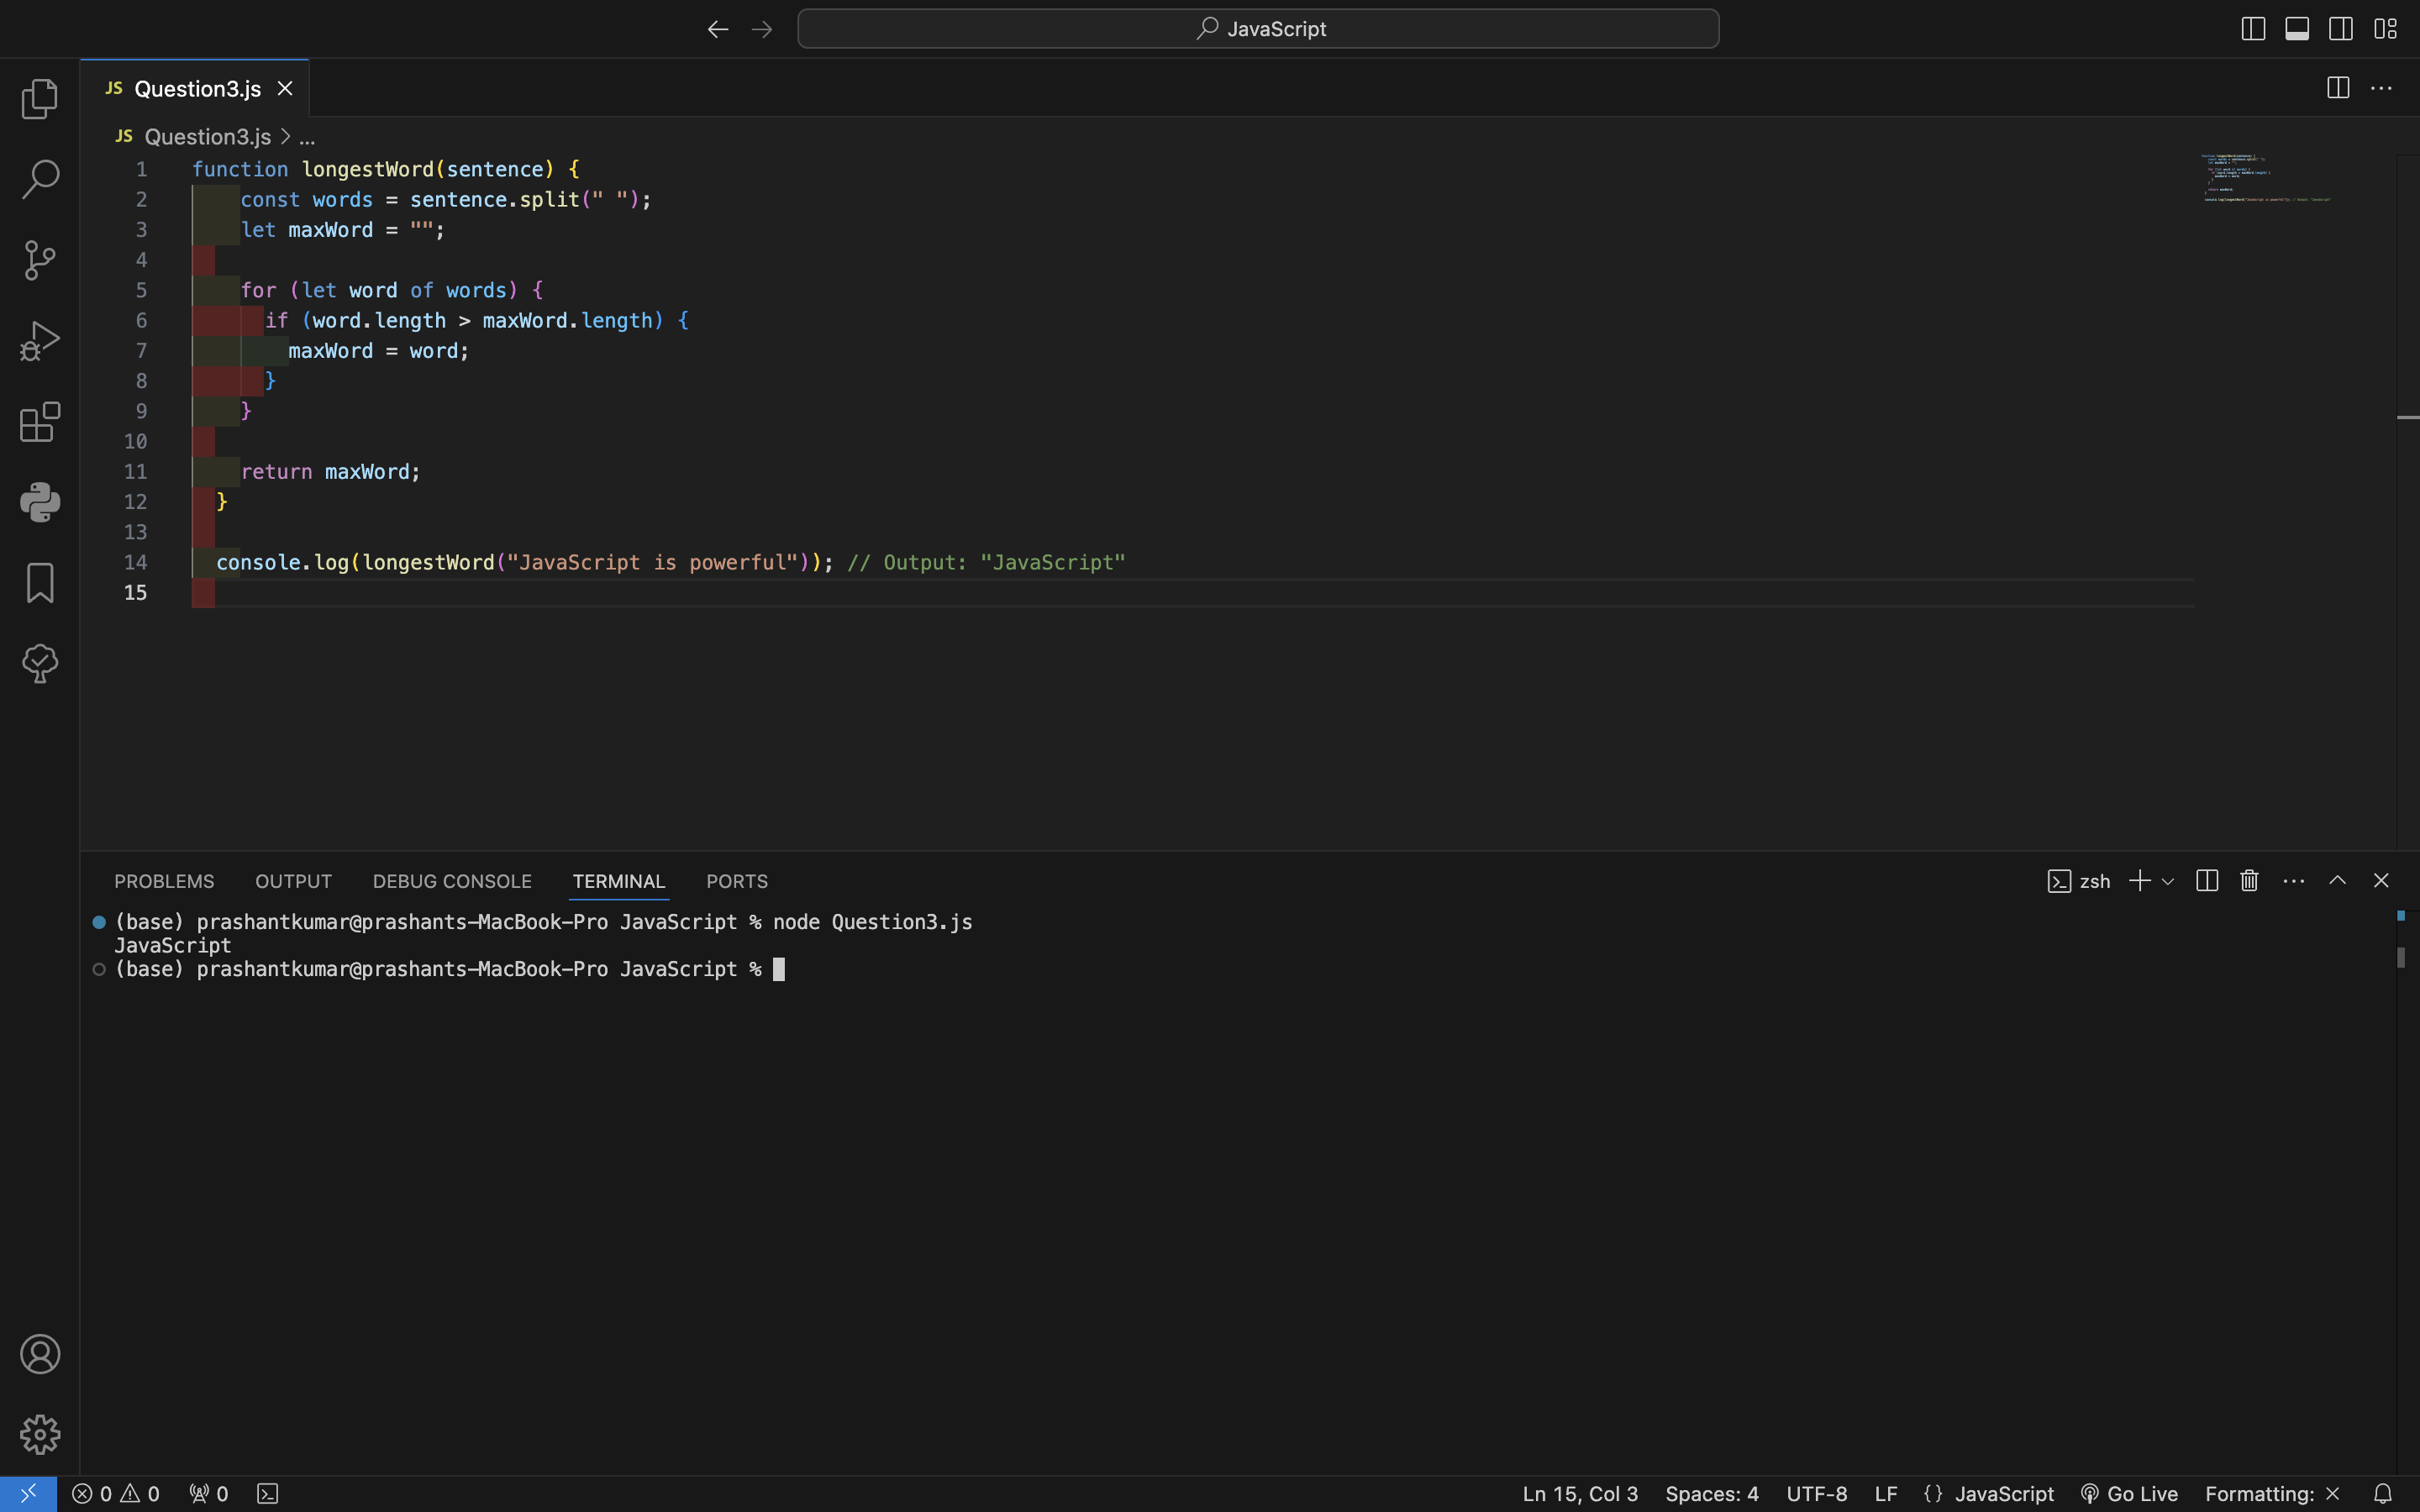 JavaScript
JS Question3.js
JS Question3.js > ...
1 function longestWord(sentence) {
2     const words = sentence.split(" ");
3     let maxWord = "";
4
5     for (let word of words) {
6       if (word.length > maxWord.length) {
7         maxWord = word;
8       }
9     }
10
11     return maxWord;
12   }
13
14   console.log(longestWord("JavaScript is powerful")); // Output: "JavaScript"
15
PROBLEMS OUTPUT DEBUG CONSOLE TERMINAL PORTS zsh
(base) prashantkumar@prashants-MacBook-Pro JavaScript % node Question3.js
JavaScript
(base) prashantkumar@prashants-MacBook-Pro JavaScript %
0 0 0 Ln 15, Col 3 Spaces: 4 UTF-8 LF {} JavaScript Go Live Formatting: ×